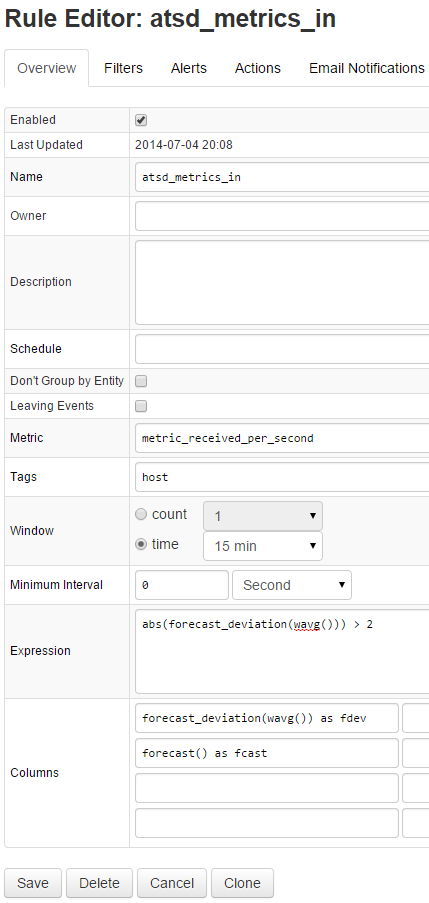 Rule Editor: atsd_metrics_in
Overview Filters Alerts Actions Email Notifications
Enabled
Last Updated 2014-07-04 20:08
Name atsd_metrics_in
Owner
Description
Schedule
Don't Group by Entity
Leaving Events
Metric metric_received_per_second
Tags host
Window
count 1
time 15 min
Minimum Interval 0 Second
Expression abs(forecast_deviation(wavg())) > 2
Columns
forecast_deviation(wavg()) as fdev
forecast() as fcast
Save Delete Cancel Clone